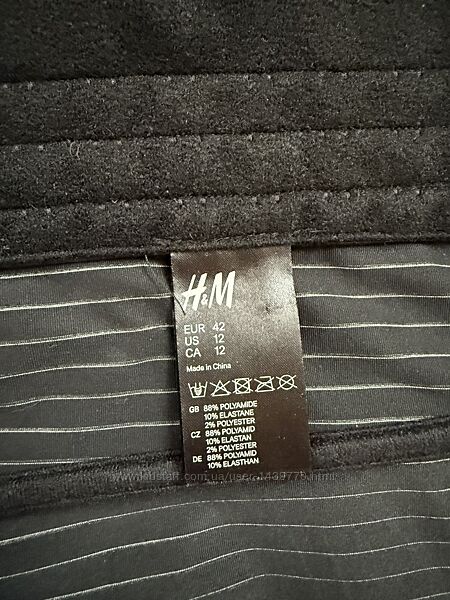 H&M
EUR 42
US 12
CA 12
Made in China
GB 88% POLYAMIDE
10% ELASTANE
2% POLYESTER
CZ 88% POLYAMID
10% ELASTAN
2% POLYESTER
DE 88% POLYAMID
10% ELASTHAN